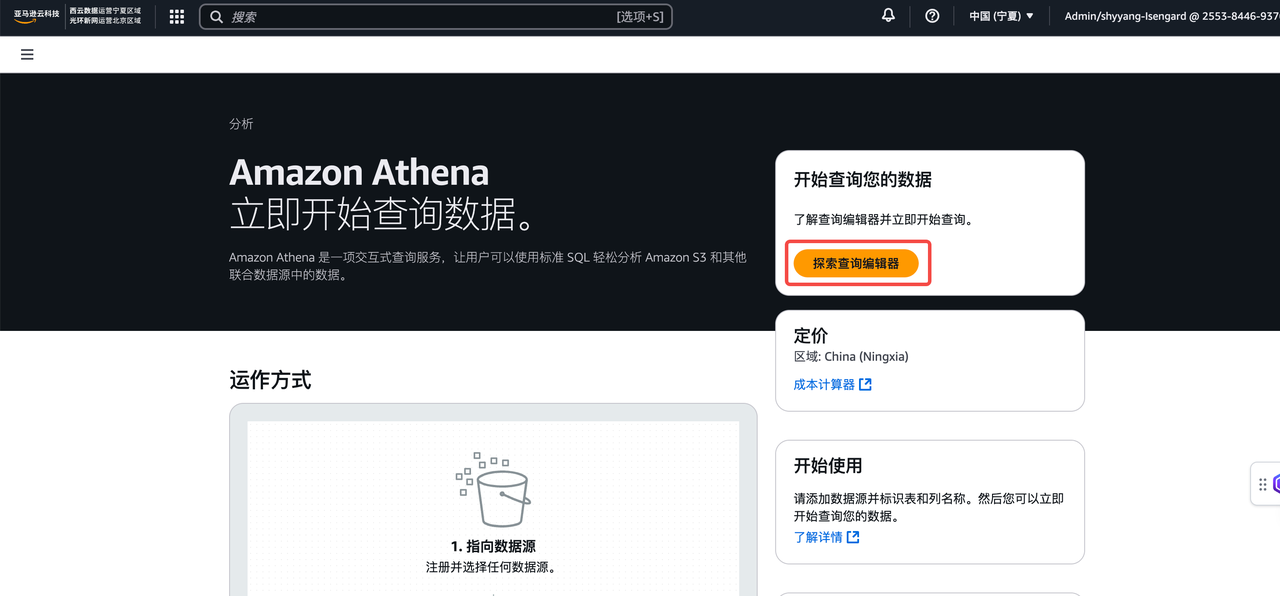 亚马逊云科技
西云数据运营宁夏区域
光环新网运营北京区域
搜索
[选项+S]
中国 (宁夏) ▼
Admin/shyyang-Isengard @ 2553-8446-937
分析
Amazon Athena
立即开始查询数据。
Amazon Athena 是一项交互式查询服务，让用户可以使用标准 SQL 轻松分析 Amazon S3 和其他
联合数据源中的数据。
开始查询您的数据
了解查询编辑器并立即开始查询。
探索查询编辑器
定价
区域: China (Ningxia)
成本计算器
运作方式
1. 指向数据源
注册并选择任何数据源。
开始使用
请添加数据源并标识表和列名称。然后您可以立即
开始查询您的数据。
了解详情